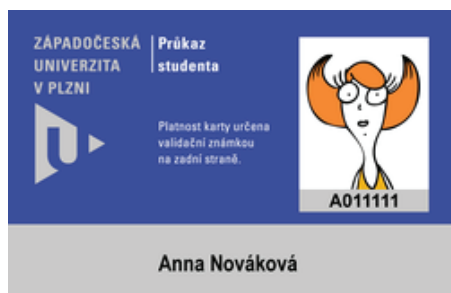 ZÁPADOČESKÁ
UNIVERZITA
V PLZNI
Průkaz
studenta
Platnost karty určena
validační známkou
na zadní straně.
A011111
Anna Nováková